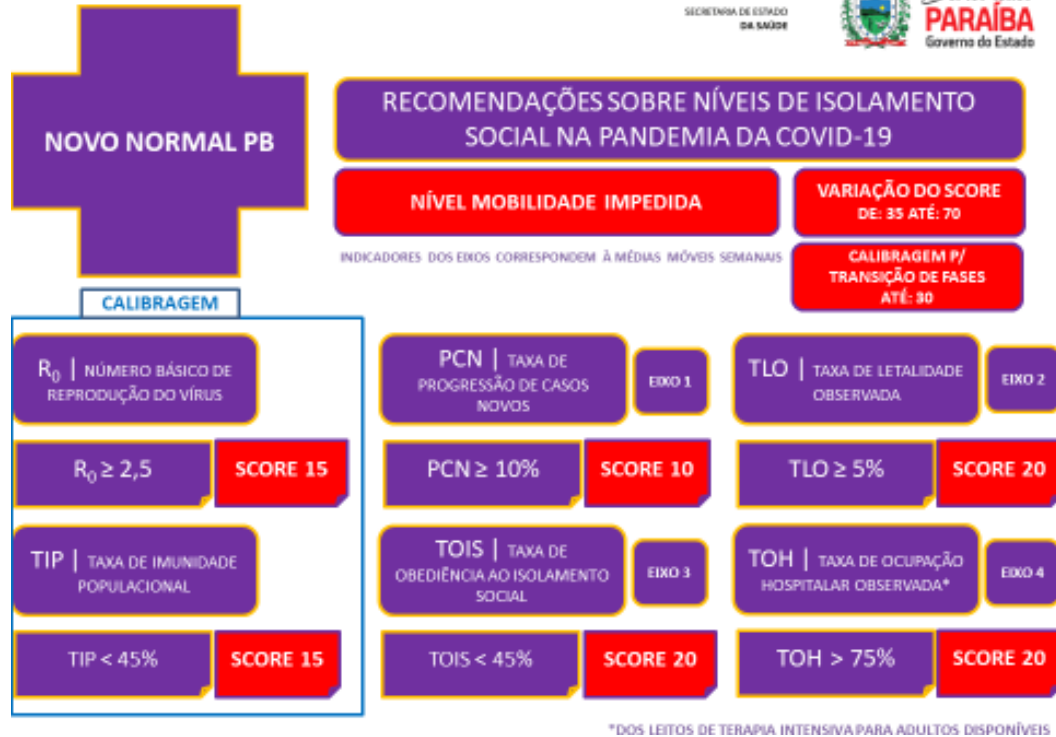 SECRETARIA DE ESTADO
DA SAÚDE
PARAÍBA
Governo do Estado
NOVO NORMAL PB
RECOMENDAÇÕES SOBRE NÍVEIS DE ISOLAMENTO
SOCIAL NA PANDEMIA DA COVID-19
NÍVEL MOBILIDADE IMPEDIDA
VARIAÇÃO DO SCORE
DE: 35 ATÉ: 70
INDICADORES DOS EIXOS CORRESPONDEM À MÉDIAS MÓVEIS SEMANAIS
CALIBRAGEM P/
TRANSIÇÃO DE FASES
ATÉ: 30
CALIBRAGEM
R₀ | NÚMERO BÁSICO DE
REPRODUÇÃO DO VÍRUS
R₀ ≥ 2,5
SCORE 15
PCN | TAXA DE
PROGRESSÃO DE CASOS
NOVOS
EIXO 1
PCN ≥ 10%
SCORE 10
TLO | TAXA DE LETALIDADE
OBSERVADA
EIXO 2
TLO ≥ 5%
SCORE 20
TIP | TAXA DE IMUNIDADE
POPULACIONAL
TIP < 45%
SCORE 15
TOIS | TAXA DE
OBEDIÊNCIA AO ISOLAMENTO
SOCIAL
EIXO 3
TOIS < 45%
SCORE 20
TOH | TAXA DE OCUPAÇÃO
HOSPITALAR OBSERVADA*
EIXO 4
TOH > 75%
SCORE 20
*DOS LEITOS DE TERAPIA INTENSIVA PARA ADULTOS DISPONÍVEIS